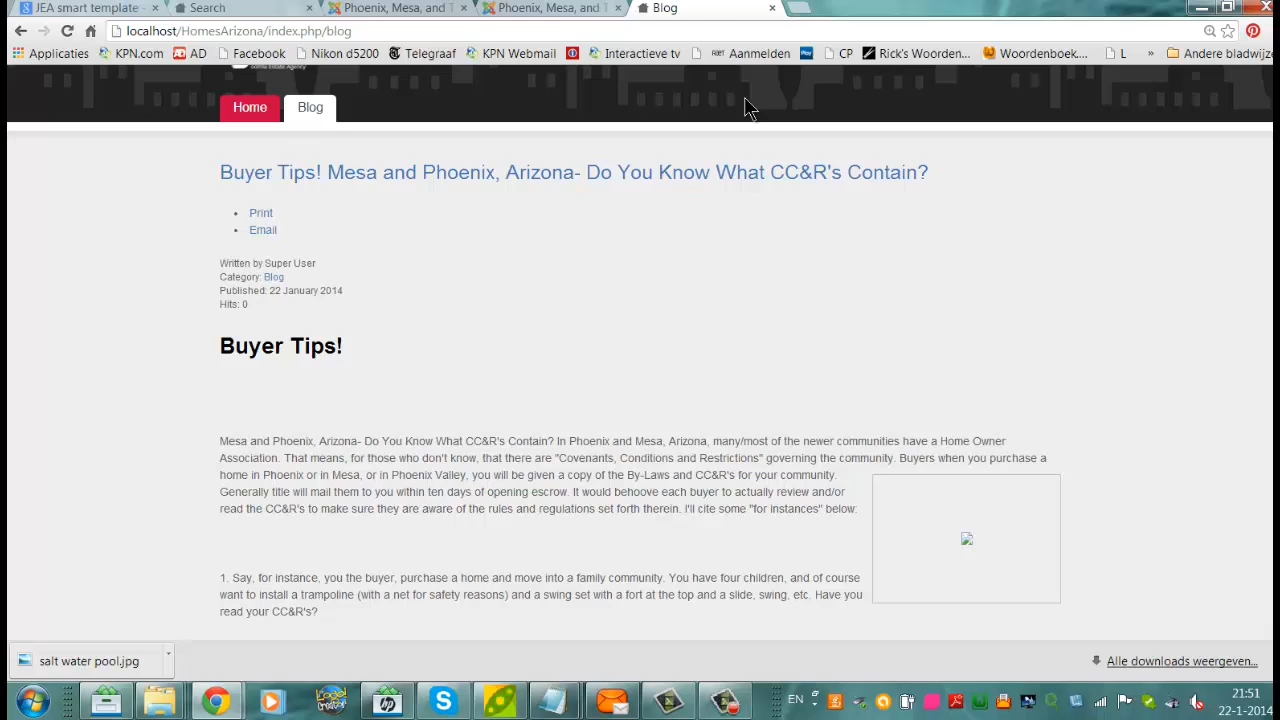 JEA smart template -
Search
Phoenix, Mesa, and T
Phoenix, Mesa, and T
Blog
localhost/HomesArizona/index.php/blog
Applicaties
KPN.com
AD
Facebook
Nikon d5200
Telegraaf
KPN Webmail
Interactieve tv
Aanmelden
CP
Rick's Woorden...
Woordenboek....
L
»
Andere bladwijze
Home
Blog
Buyer Tips! Mesa and Phoenix, Arizona- Do You Know What CC&R's Contain?
• Print
• Email
Written by Super User
Category: Blog
Published: 22 January 2014
Hits: 0
Buyer Tips!
Mesa and Phoenix, Arizona- Do You Know What CC&R's Contain? In Phoenix and Mesa, Arizona, many/most of the newer communities have a Home Owner
Association. That means, for those who don't know, that there are "Covenants, Conditions and Restrictions" governing the community. Buyers when you purchase a
home in Phoenix or in Mesa, or in Phoenix Valley, you will be given a copy of the By-Laws and CC&R's for your community.
Generally title will mail them to you within ten days of opening escrow. It would behoove each buyer to actually review and/or
read the CC&R's to make sure they are aware of the rules and regulations set forth therein. I'll cite some "for instances" below:
1. Say, for instance, you the buyer, purchase a home and move into a family community. You have four children, and of course
want to install a trampoline (with a net for safety reasons) and a swing set with a fort at the top and a slide, swing, etc. Have you
read your CC&R's?
salt water pool.jpg
Alle downloads weergeven...
EN
21:51
22-1-2014